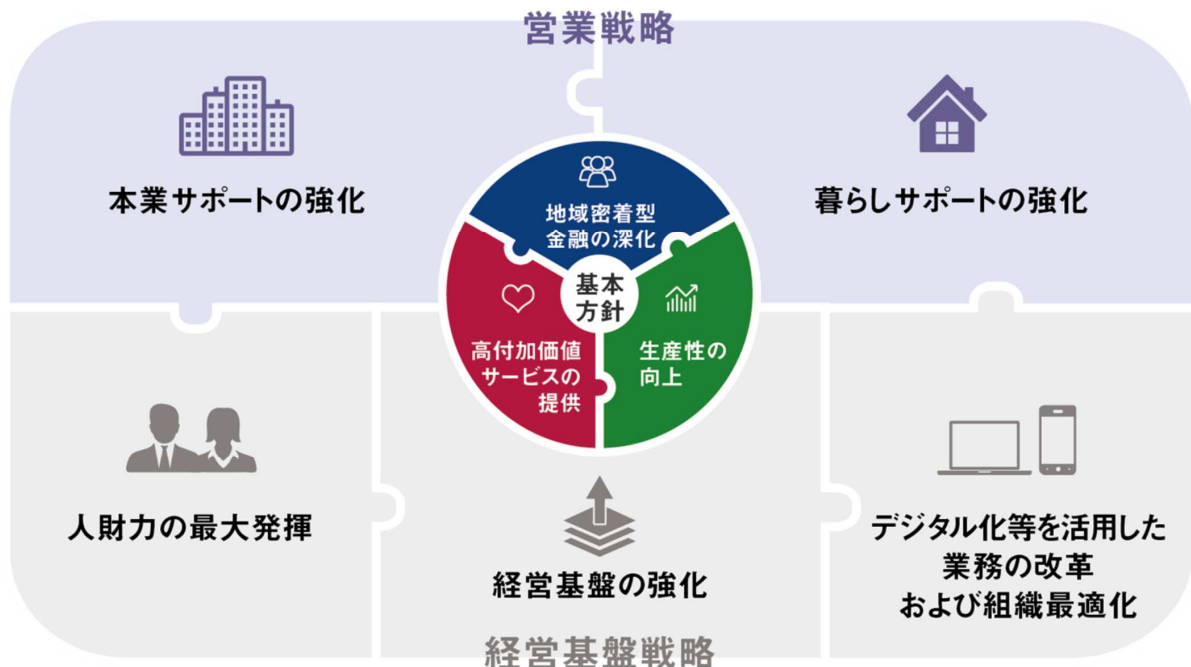 営業戦略
本業サポートの強化
暮らしサポートの強化
地域密着型
金融の深化
基本
方針
高付加価値
サービスの
提供
生産性の
向上
人財力の最大発揮
経営基盤の強化
デジタル化等を活用した
業務の改革
および組織最適化
経営基盤戦略